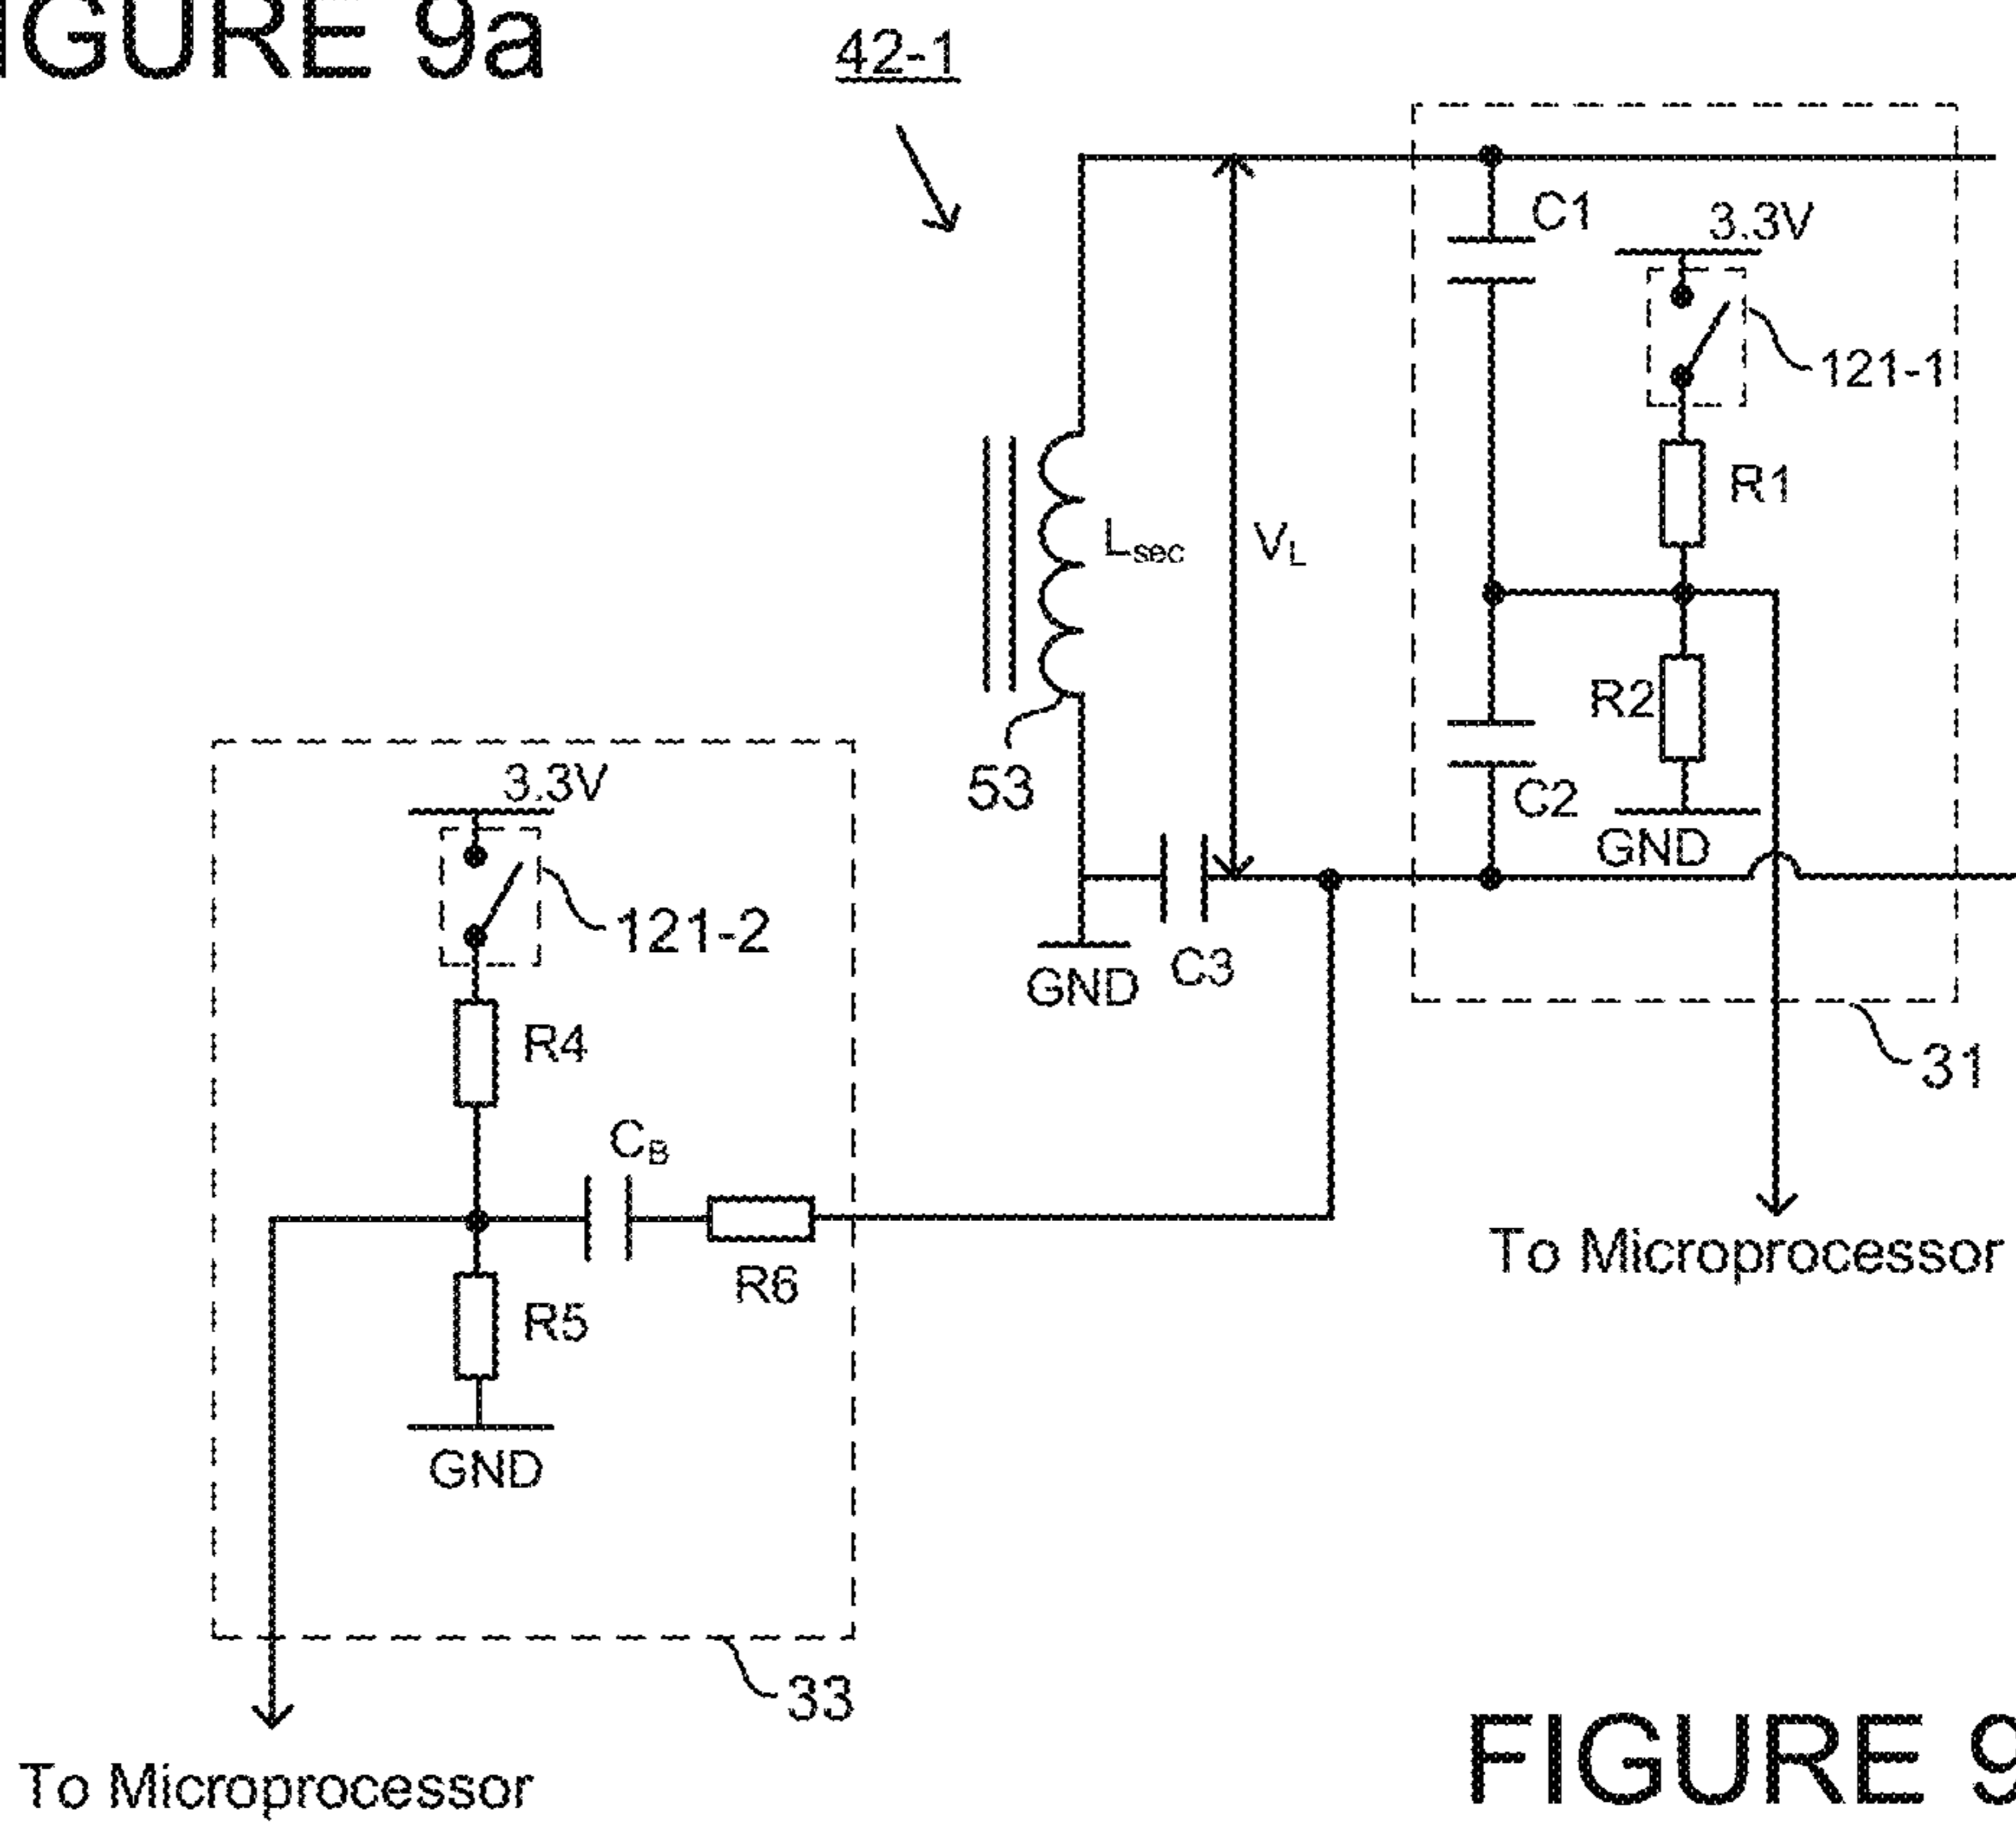 IGURE 9a
42-1
C1
3.3V
121-1
R1
Lsec
VL
R2
53
C2
GND
3.3V
121-2
GND
C3
R4
31
CB
R6
To Microprocessor
R5
GND
33
To Microprocessor
FIGURE 9